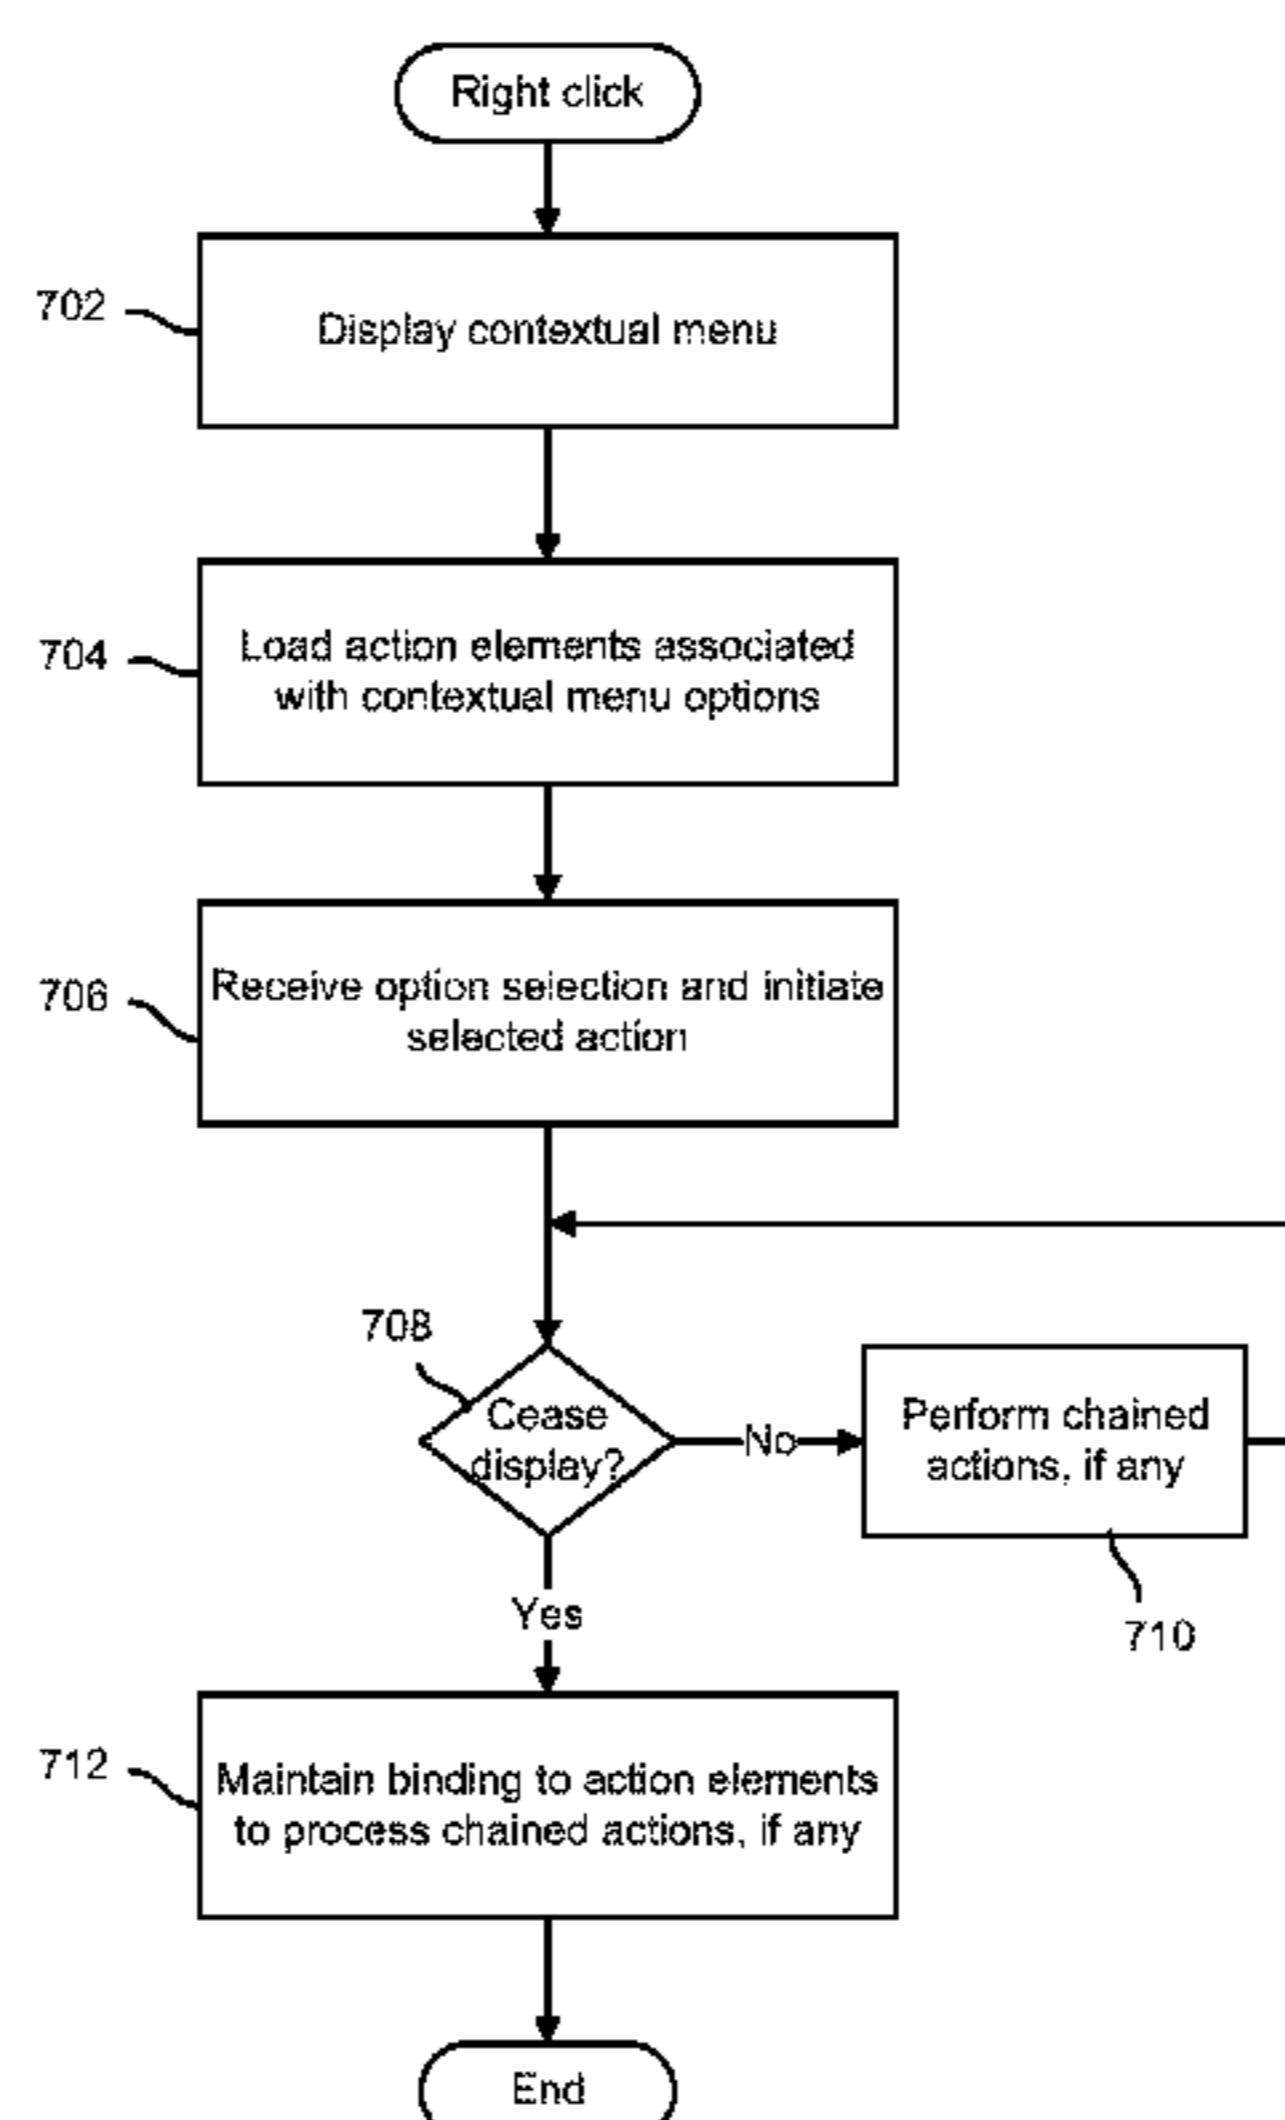 Right click
702
Display contextual menu
704
Load action elements associated
with contextual menu options
706
Receive option selection and initiate
selected action
708
Cease
display?
No
Perform chained
actions, if any
710
Yes
712
Maintain binding to action elements
to process chained actions, if any
End